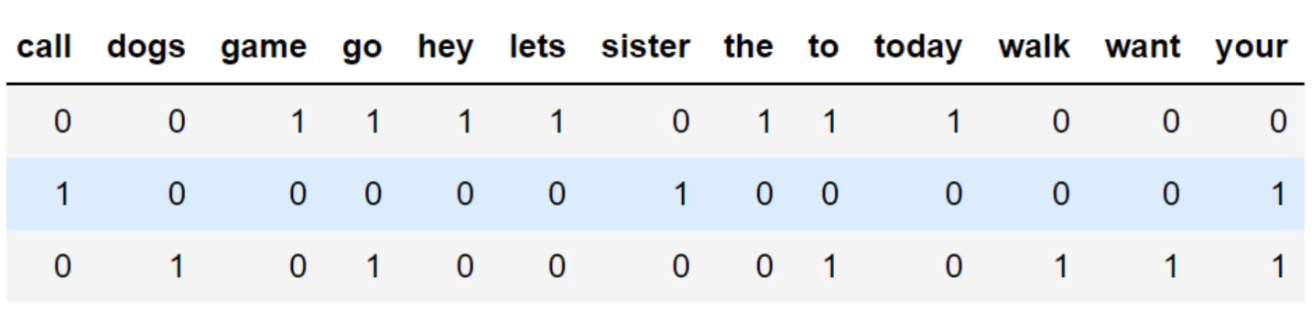 call dogs game go hey lets sister the to today walk want your
0 0 1 1 1 1 0 1 1 1 0 0 0
1 0 0 0 0 0 1 0 0 0 0 0 1
0 1 0 1 0 0 0 0 1 0 1 1 1